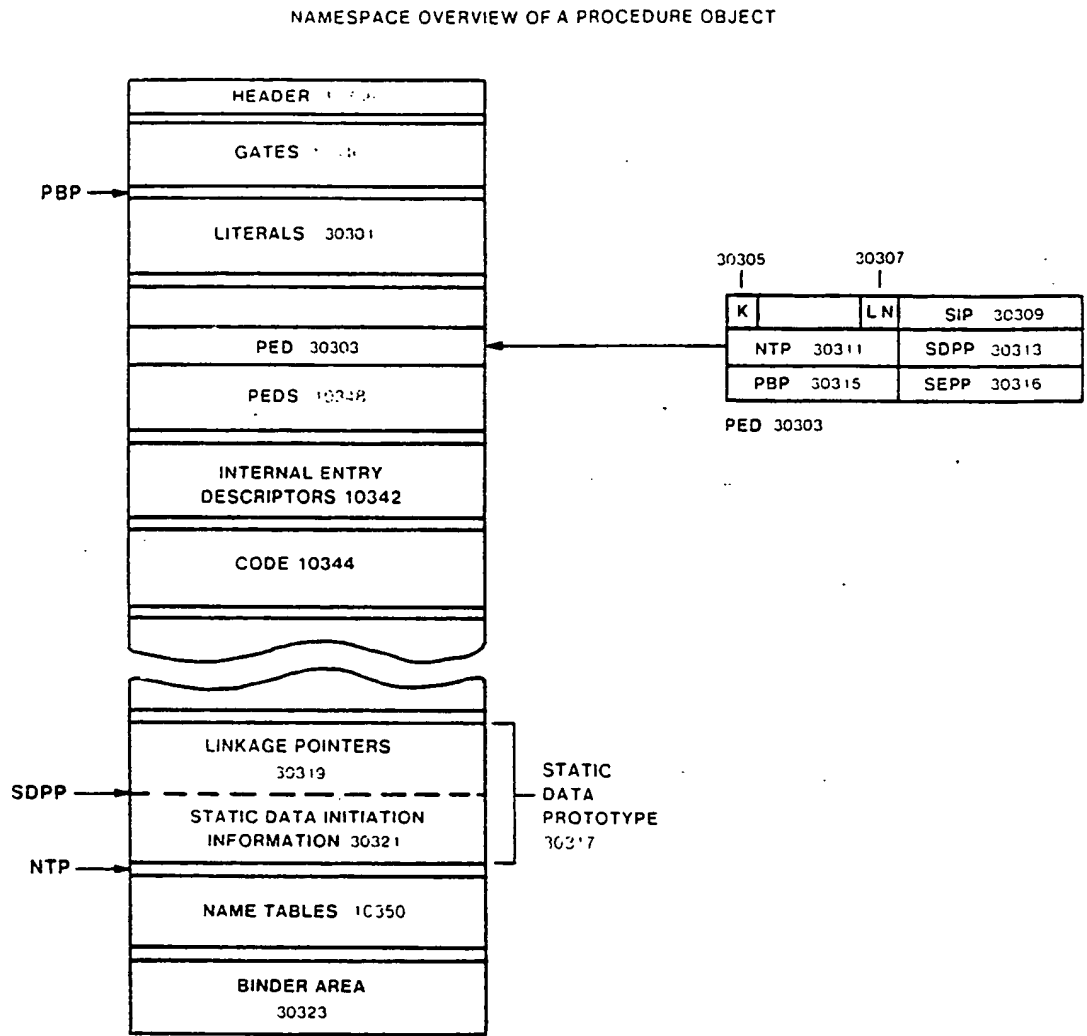 NAMESPACE OVERVIEW OF A PROCEDURE OBJECT
HEADER
GATES
PBP
LITERALS 30301
30305 30307
K LN SIP 30309
PED 30303
NTP 30311 SDPP 30313
PBP 30315 SEPP 30316
PED 30303
PEDS 10348
INTERNAL ENTRY
DESCRIPTORS 10342
CODE 10344
LINKAGE POINTERS
30319
SDPP
STATIC DATA INITIATION
INFORMATION 30321
STATIC
DATA
PROTOTYPE
30317
NTP
NAME TABLES 10350
BINDER AREA
30323